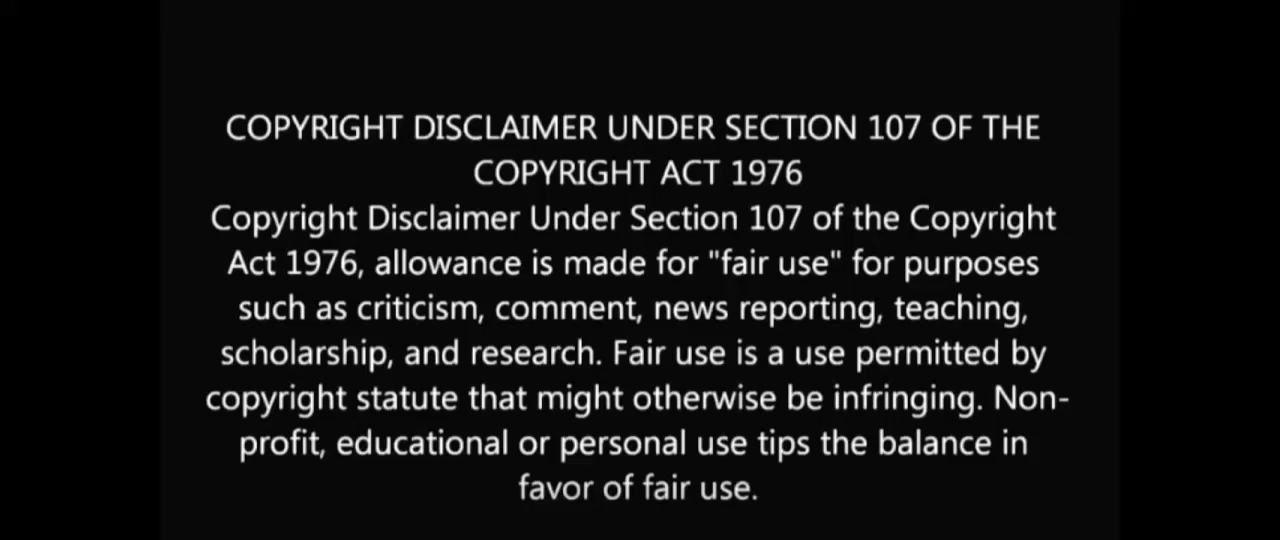 COPYRIGHT DISCLAIMER UNDER SECTION 107 OF THE
COPYRIGHT ACT 1976
Copyright Disclaimer Under Section 107 of the Copyright
Act 1976, allowance is made for "fair use" for purposes
such as criticism, comment, news reporting, teaching,
scholarship, and research. Fair use is a use permitted by
copyright statute that might otherwise be infringing. Non-
profit, educational or personal use tips the balance in
favor of fair use.